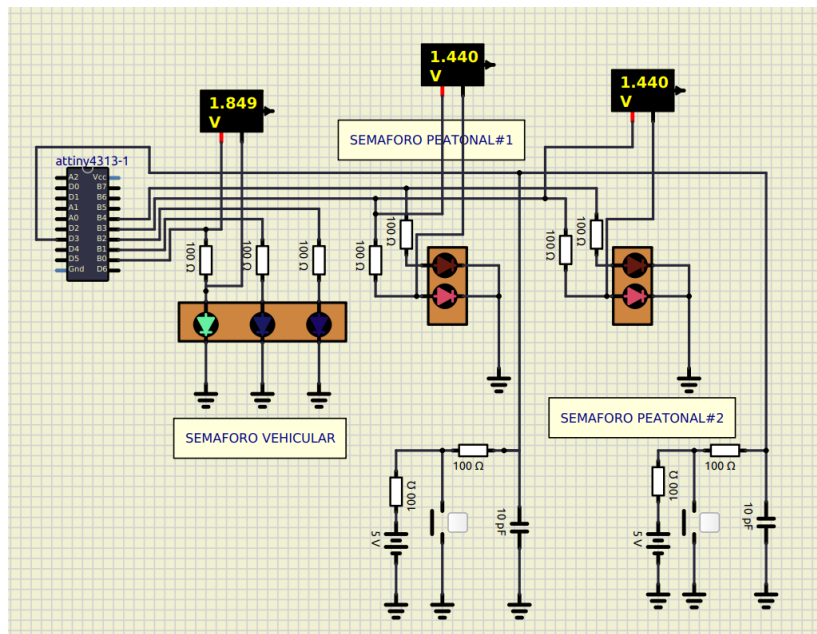 1.440
V
1.440
V
1.849
V
SEMAFORO PEATONAL#1
attiny4313-1
A2 Vcc
D0 B7
D1 B6
A1 B5
A0 B4
D2 B3
D3 B2
D4 B1
D5 B0
Gnd D6
100 Ω
100 Ω
100 Ω
100 Ω
100 Ω
100 Ω
100 Ω
SEMAFORO PEATONAL#2
SEMAFORO VEHICULAR
100 Ω
100 Ω
100 Ω
100 Ω
10 pF
10 pF
5 V
5 V